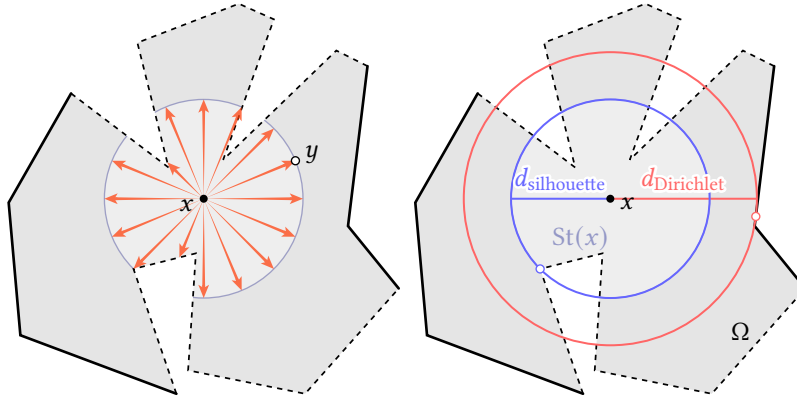 y
x
d_silhouette
d_Dirichlet
x
St(x)
Ω